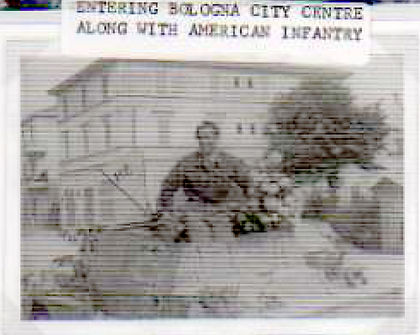 ENTERING BOLOGNA CITY CENTRE
ALONG WITH AMERICAN INFANTRY